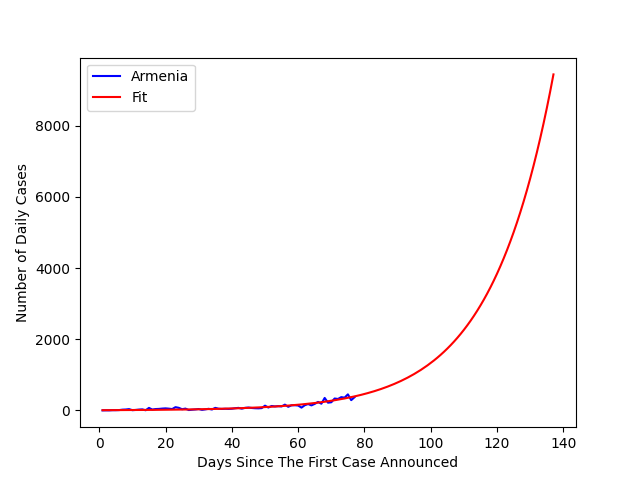 Armenia
Fit
Number of Daily Cases
8000
6000
4000
2000
0
0 20 40 60 80 100 120 140
Days Since The First Case Announced